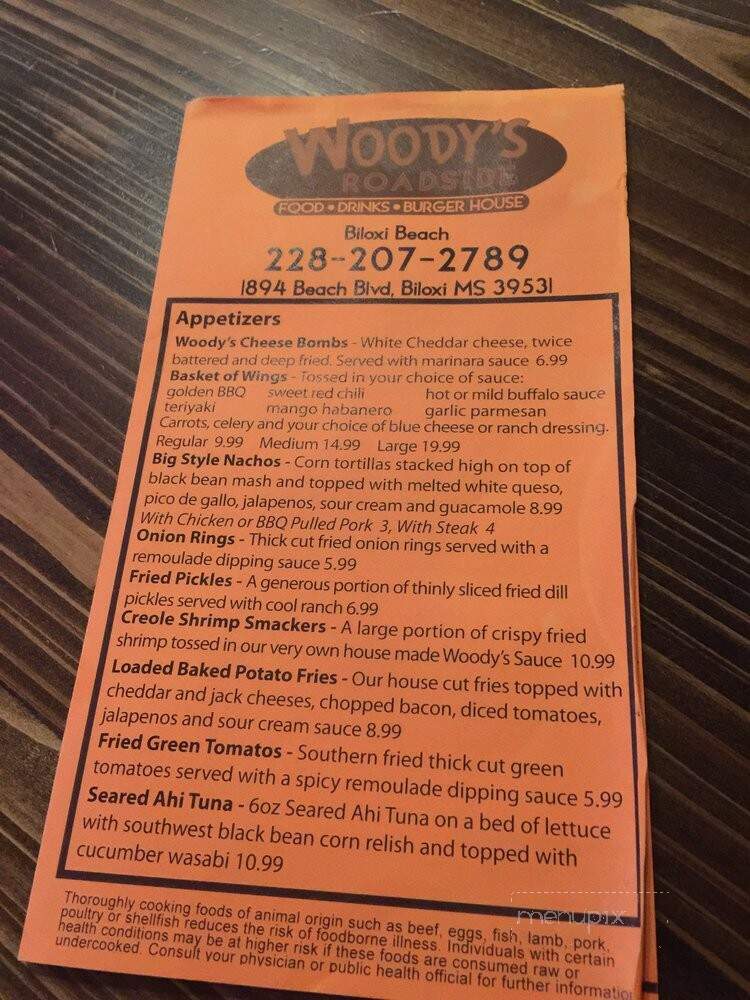 WOODY'S
ROADSIDE
FOOD • DRINKS • BURGER HOUSE
Biloxi Beach
228-207-2789
1894 Beach Blvd, Biloxi MS 39531
Appetizers
Woody's Cheese Bombs - White Cheddar cheese, twice
battered and deep fried. Served with marinara sauce 6.99
Basket of Wings - Tossed in your choice of sauce:
golden BBQ sweet red chili hot or mild buffalo sauce
teriyaki mango habanero garlic parmesan
Carrots, celery and your choice of blue cheese or ranch dressing.
Regular 9.99 Medium 14.99 Large 19.99
Big Style Nachos - Corn tortillas stacked high on top of
black bean mash and topped with melted white queso,
pico de gallo, jalapenos, sour cream and guacamole 8.99
With Chicken or BBQ Pulled Pork 3, With Steak 4
Onion Rings - Thick cut fried onion rings served with a
remoulade dipping sauce 5.99
Fried Pickles - A generous portion of thinly sliced fried dill
pickles served with cool ranch 6.99
Creole Shrimp Smackers - A large portion of crispy fried
shrimp tossed in our very own house made Woody's Sauce 10.99
Loaded Baked Potato Fries - Our house cut fries topped with
cheddar and jack cheeses, chopped bacon, diced tomatoes,
jalapenos and sour cream sauce 8.99
Fried Green Tomatos - Southern fried thick cut green
tomatoes served with a spicy remoulade dipping sauce 5.99
Seared Ahi Tuna - 6oz Seared Ahi Tuna on a bed of lettuce
with southwest black bean corn relish and topped with
cucumber wasabi 10.99
Thoroughly cooking foods of animal origin such as beef, eggs, fish, lamb, pork,
poultry or shellfish reduces the risk of foodborne illness. Individuals with certain
health conditions may be at higher risk if these foods are consumed raw or
undercooked. Consult your physician or public health official for further informatio
menupix